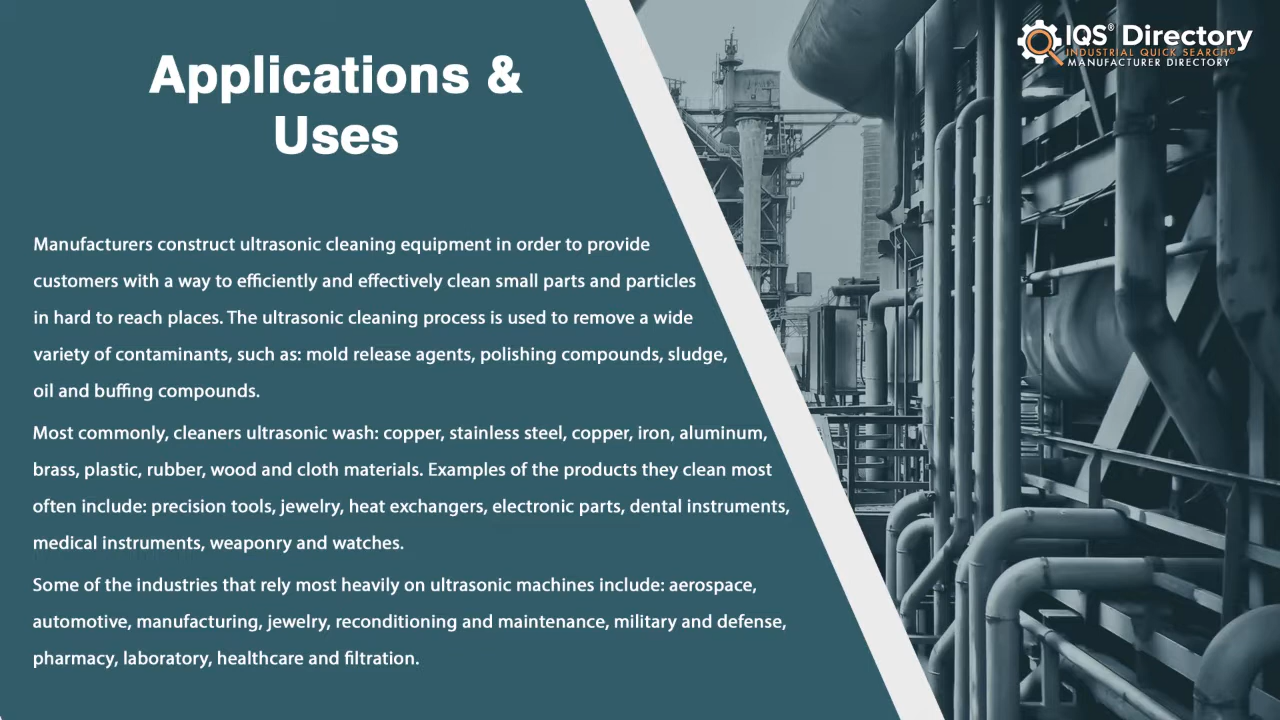 Applications &
Uses
IQS® Directory
INDUSTRIAL QUICK SEARCH®
MANUFACTURER DIRECTORY
Manufacturers construct ultrasonic cleaning equipment in order to provide
customers with a way to efficiently and effectively clean small parts and particles
in hard to reach places. The ultrasonic cleaning process is used to remove a wide
variety of contaminants, such as: mold release agents, polishing compounds, sludge,
oil and buffing compounds.
Most commonly, cleaners ultrasonic wash: copper, stainless steel, copper, iron, aluminum,
brass, plastic, rubber, wood and cloth materials. Examples of the products they clean most
often include: precision tools, jewelry, heat exchangers, electronic parts, dental instruments,
medical instruments, weaponry and watches.
Some of the industries that rely most heavily on ultrasonic machines include: aerospace,
automotive, manufacturing, jewelry, reconditioning and maintenance, military and defense,
pharmacy, laboratory, healthcare and filtration.